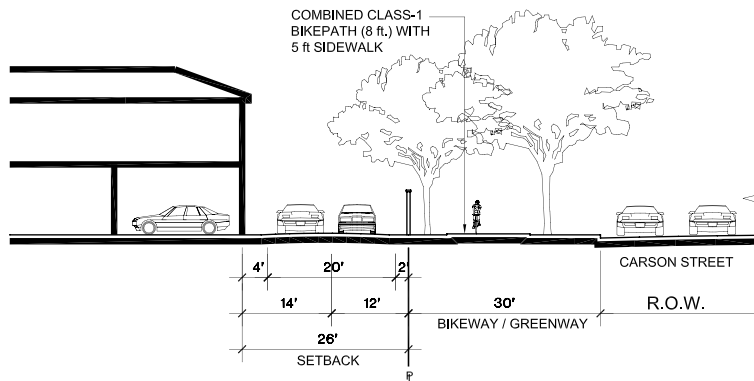 COMBINED CLASS-1
BIKEPATH (8 ft.) WITH
5 ft SIDEWALK
CARSON STREET
4' 20' 2'
14' 12' 30' R.O.W.
BIKEWAY / GREENWAY
26'
SETBACK
P